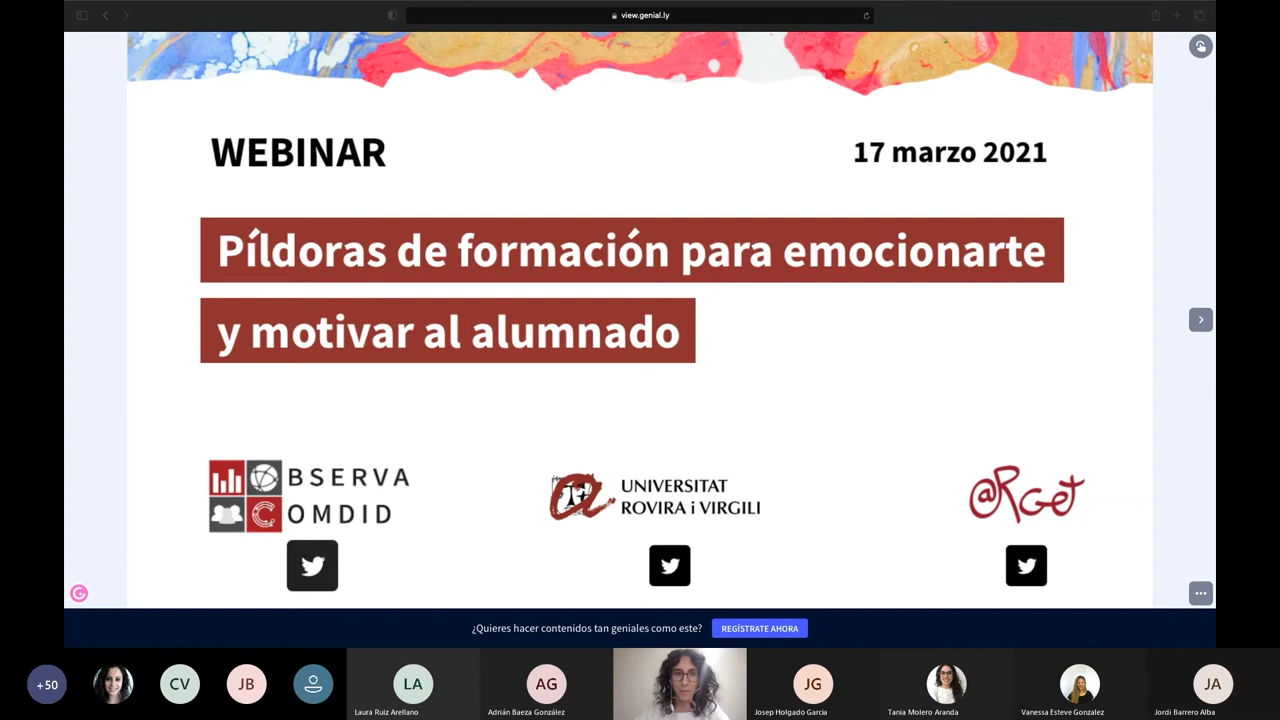 view.genial.ly
WEBINAR
17 marzo 2021
Píldoras de formación para emocionarte
y motivar al alumnado
BSERVA
OMDID
UNIVERSITAT
ROVIRA i VIRGILI
@RGET
¿Quieres hacer contenidos tan geniales como este?
REGÍSTRATE AHORA
+50
CV
JB
LA
AG
JG
JA
Laura Ruiz Arellano
Adrián Baeza González
Josep Holgado Garcia
Tania Molero Aranda
Vanessa Esteve Gonzalez
Jordi Barrero Alba